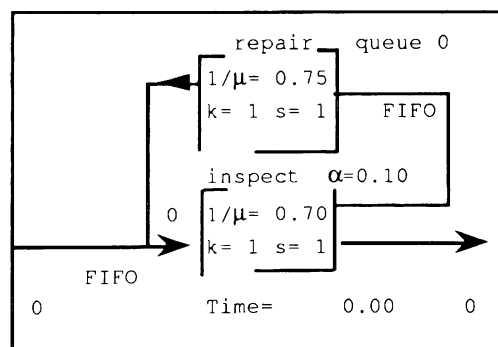 repair queue 0
1/μ= 0.75
k= 1 s= 1 FIFO
inspect α=0.10
0 1/μ= 0.70
k= 1 s= 1
FIFO
0 Time= 0.00 0